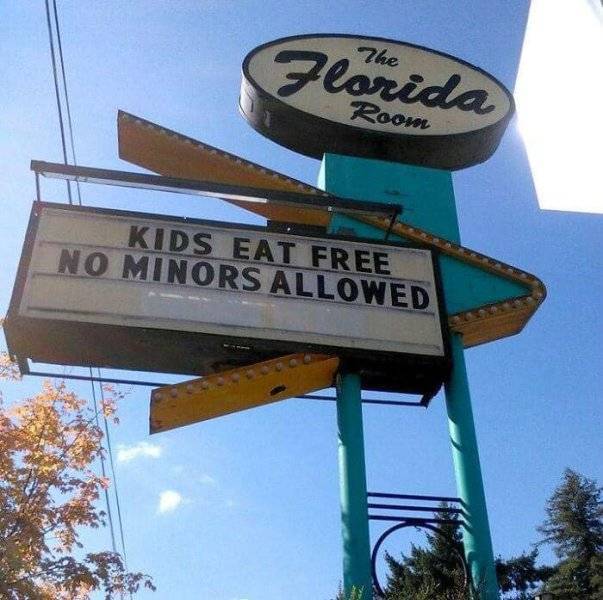 The
Florida
Room
KIDS EAT FREE
NO MINORS ALLOWED